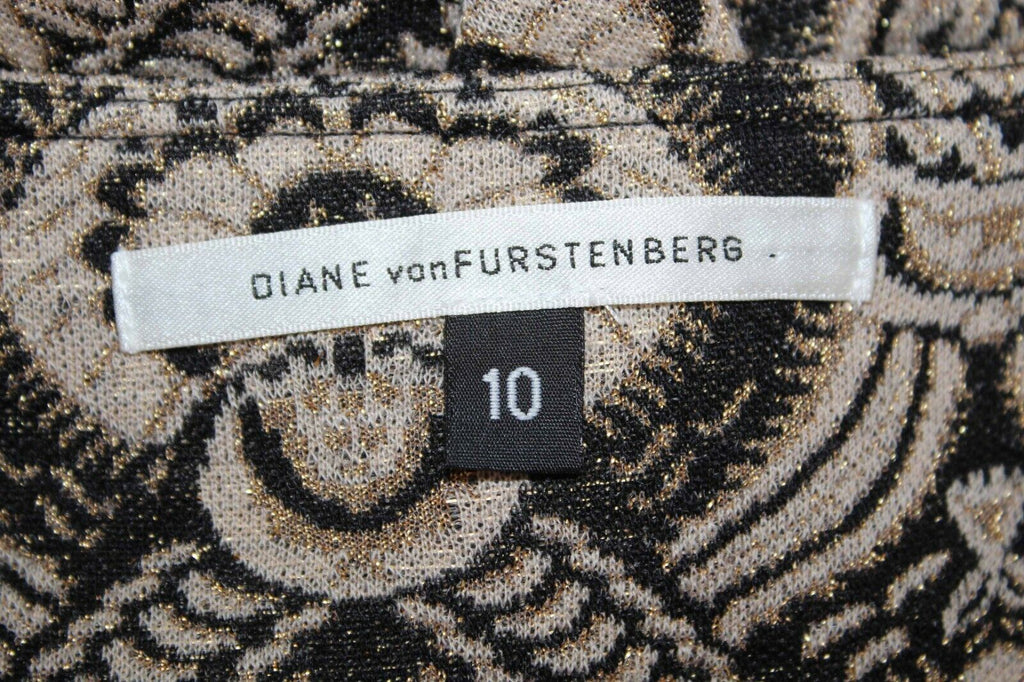 DIANE vonFURSTENBERG .
10